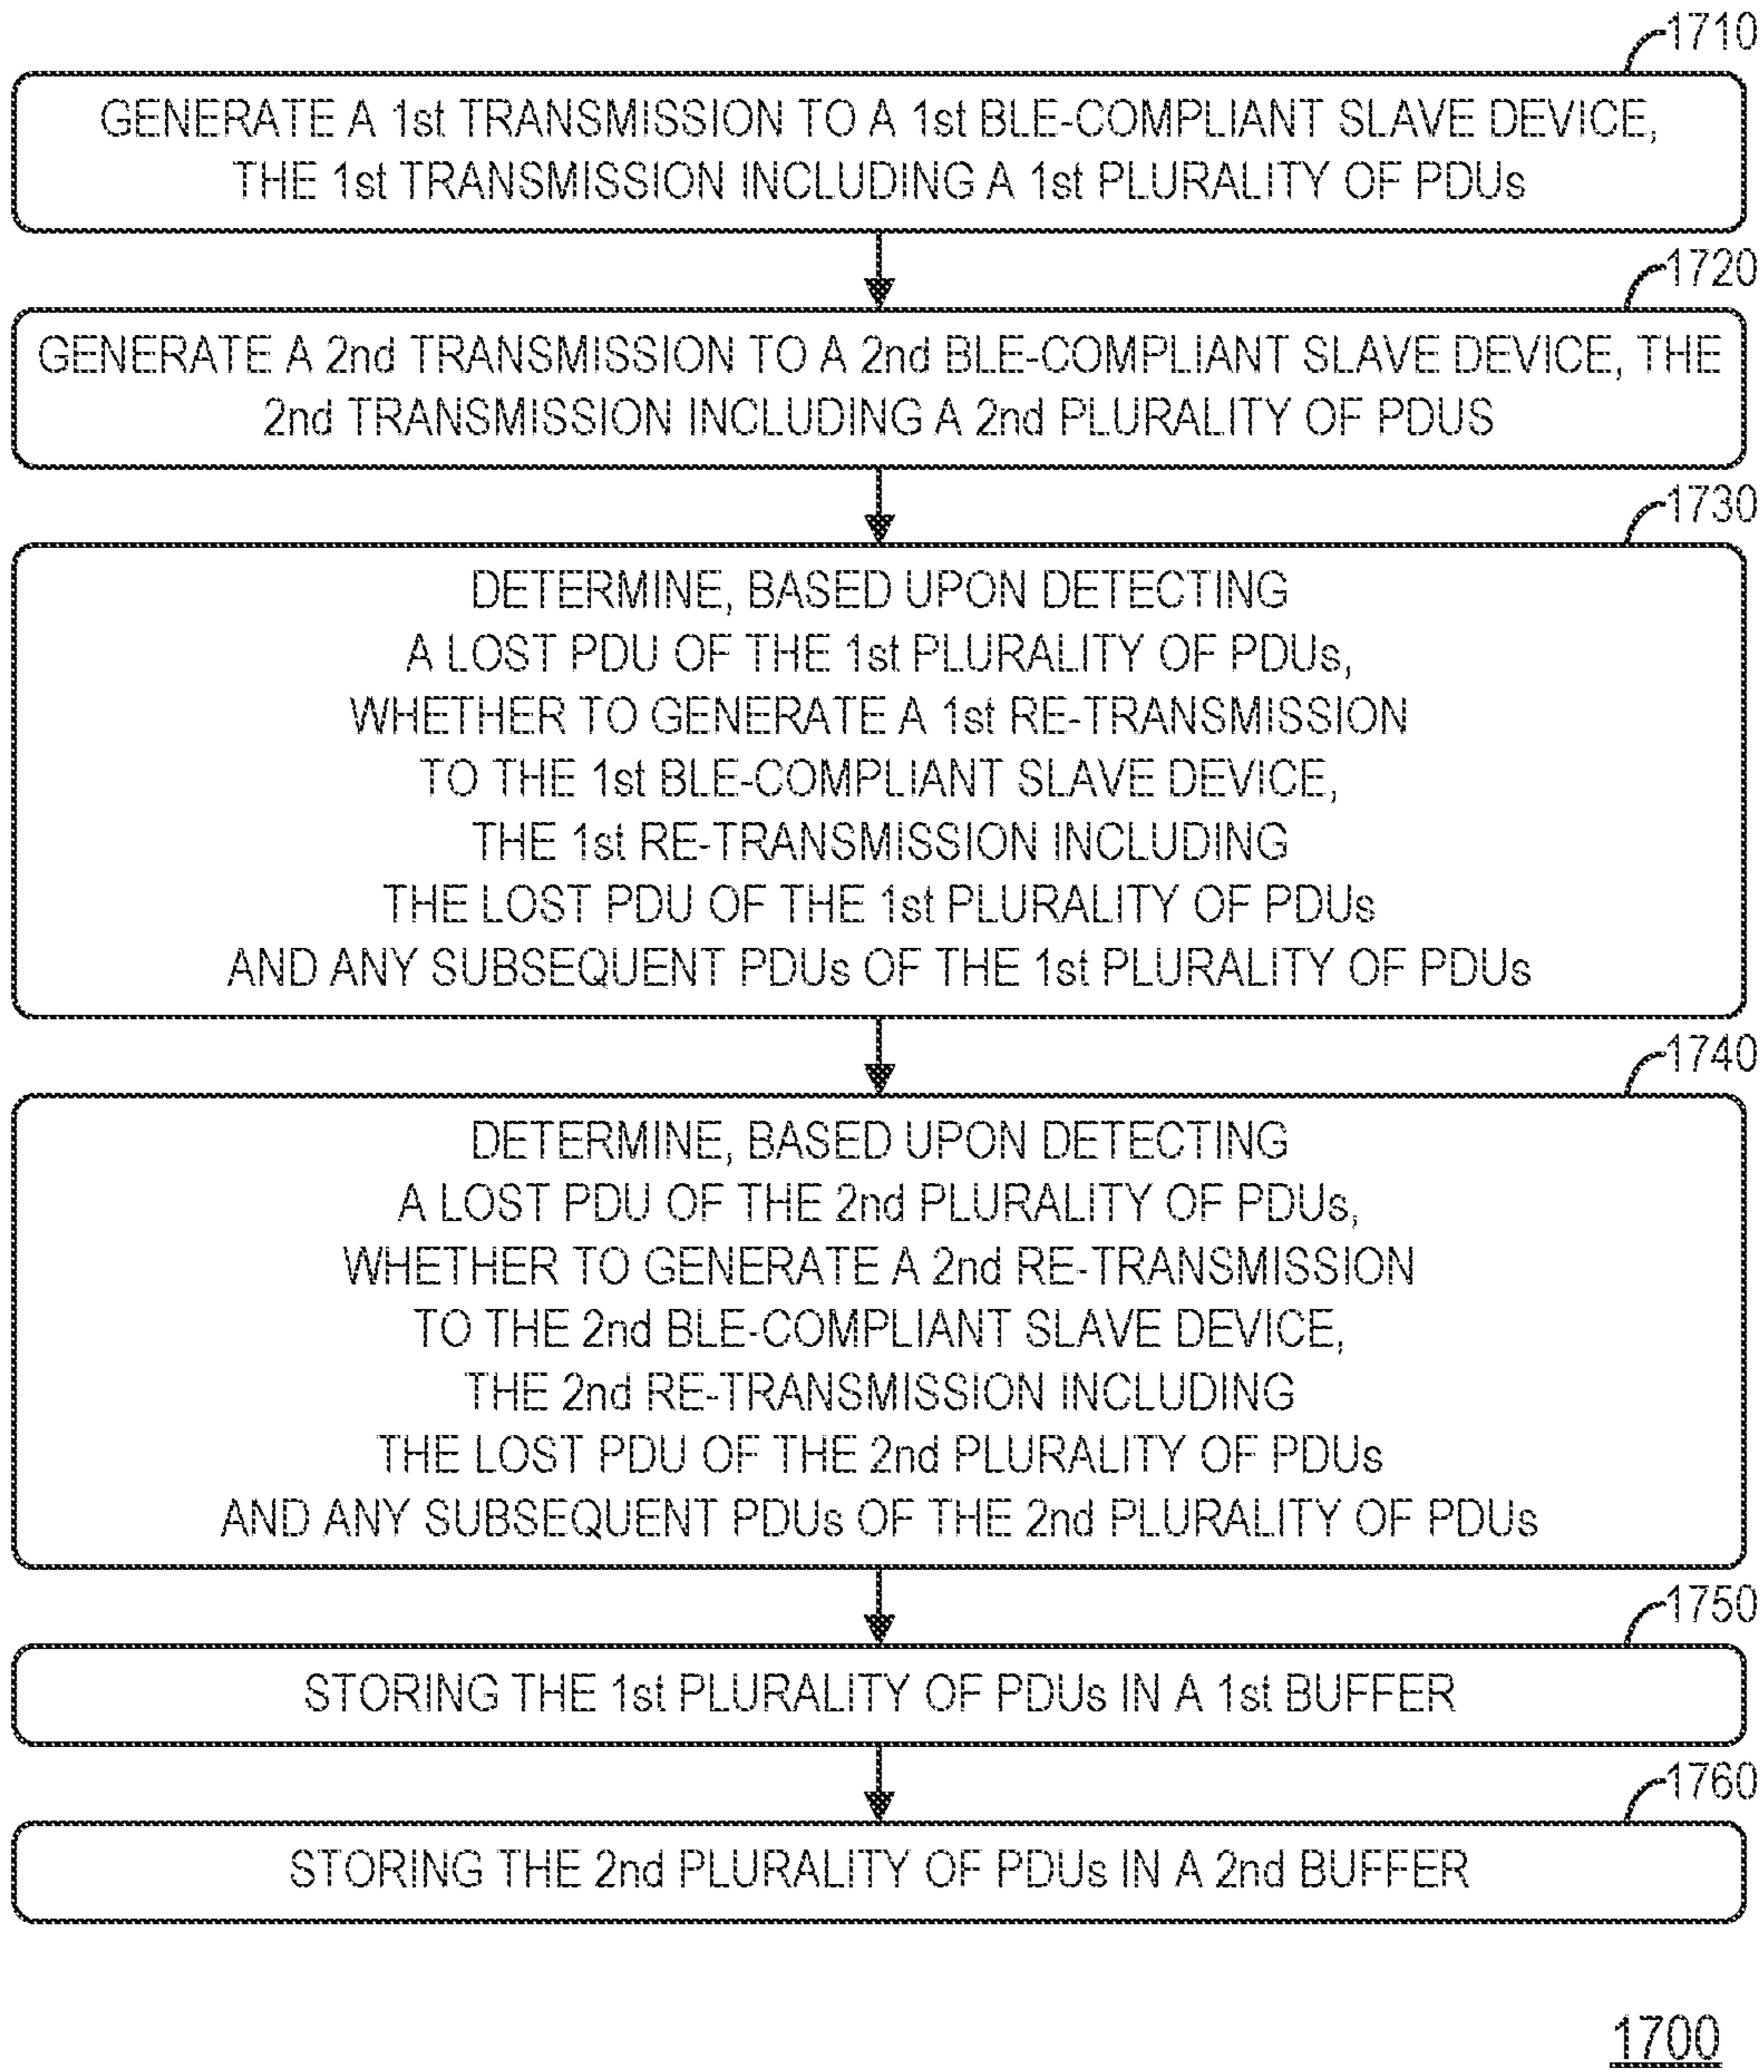 1710
GENERATE A 1st TRANSMISSION TO A 1st BLE-COMPLIANT SLAVE DEVICE,
THE 1st TRANSMISSION INCLUDING A 1st PLURALITY OF PDUs
1720
GENERATE A 2nd TRANSMISSION TO A 2nd BLE-COMPLIANT SLAVE DEVICE, THE
2nd TRANSMISSION INCLUDING A 2nd PLURALITY OF PDUS
1730
DETERMINE, BASED UPON DETECTING
A LOST PDU OF THE 1st PLURALITY OF PDUs,
WHETHER TO GENERATE A 1st RE-TRANSMISSION
TO THE 1st BLE-COMPLIANT SLAVE DEVICE,
THE 1st RE-TRANSMISSION INCLUDING
THE LOST PDU OF THE 1st PLURALITY OF PDUs
AND ANY SUBSEQUENT PDUs OF THE 1st PLURALITY OF PDUs
1740
DETERMINE, BASED UPON DETECTING
A LOST PDU OF THE 2nd PLURALITY OF PDUs,
WHETHER TO GENERATE A 2nd RE-TRANSMISSION
TO THE 2nd BLE-COMPLIANT SLAVE DEVICE,
THE 2nd RE-TRANSMISSION INCLUDING
THE LOST PDU OF THE 2nd PLURALITY OF PDUs
AND ANY SUBSEQUENT PDUs OF THE 2nd PLURALITY OF PDUs
1750
STORING THE 1st PLURALITY OF PDUs IN A 1st BUFFER
1760
STORING THE 2nd PLURALITY OF PDUs IN A 2nd BUFFER
1700